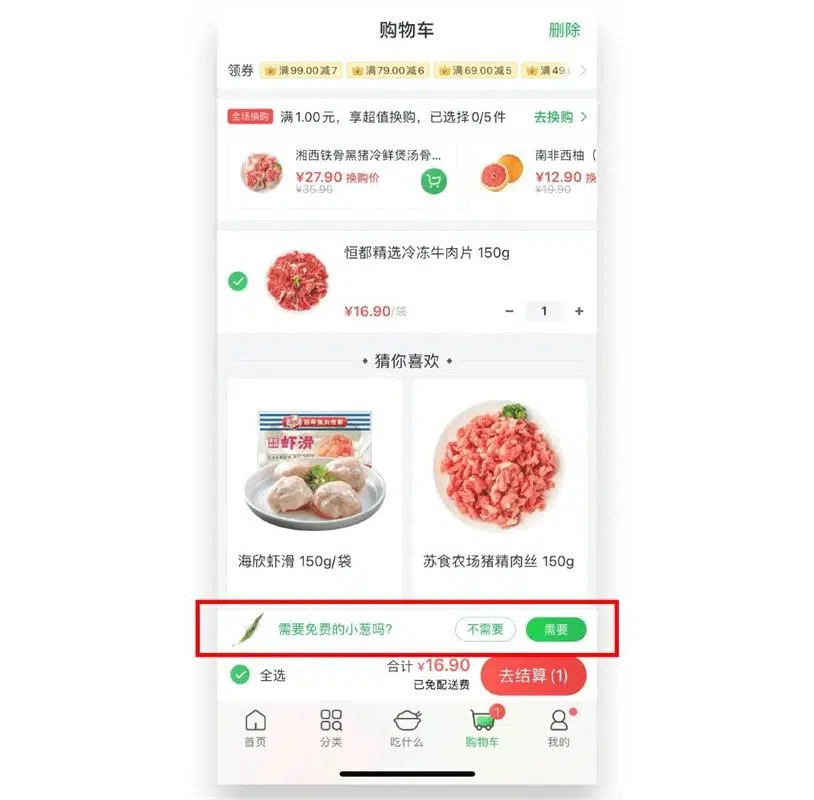 购物车 删除
领券 满99.00减7 满79.00减6 满69.00减5 满49.0
全场换购 满1.00元，享超值换购，已选择0/5件 去换购
湘西铁骨黑猪冷鲜煲汤骨... 南非西柚（
¥27.90 换购价 ¥12.90 换
¥35.90 ¥19.90
恒都精选冷冻牛肉片 150g
¥16.90/袋 − 1 +
猜你喜欢
虾滑
海欣虾滑 150g/袋 苏食农场猪精肉丝 150g
需要免费的小葱吗? 不需要 需要
全选 合计 ¥16.90 去结算 (1)
已免配送费
1
首页 分类 吃什么 购物车 我的